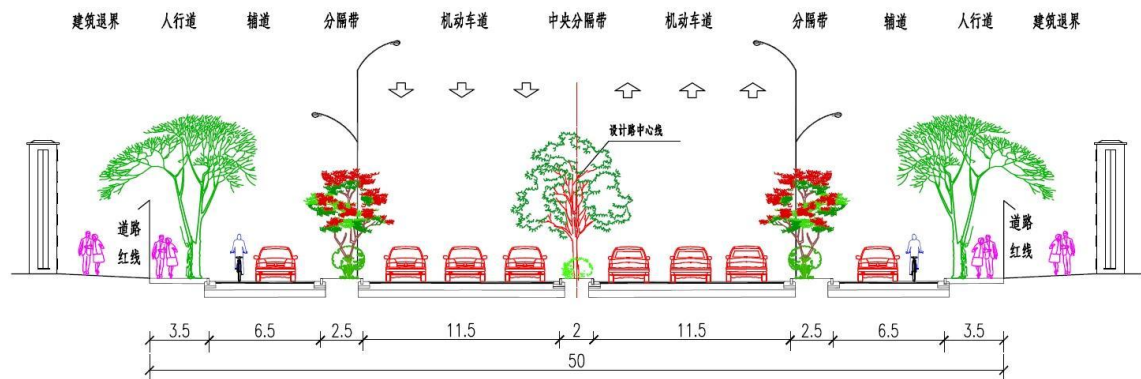 建筑退界 人行道 辅道 分隔带 机动车道 中央分隔带 机动车道 分隔带 辅道 人行道 建筑退界
设计路中心线
道路
红线
道路
红线
3.5 6.5 2.5 11.5 2 11.5 2.5 6.5 3.5
50